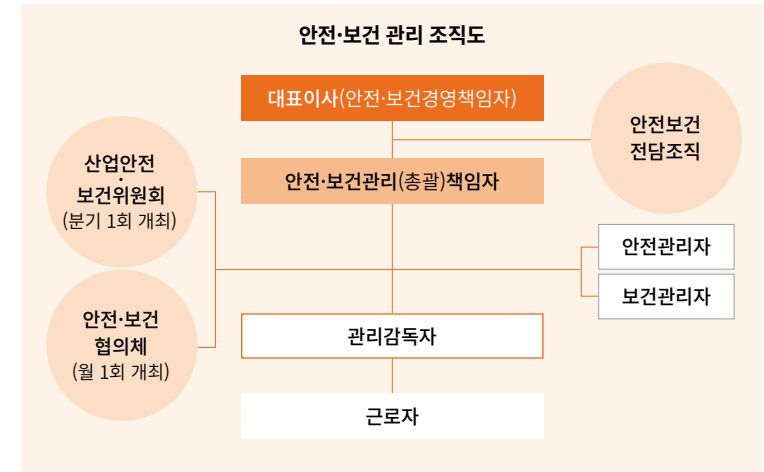 안전·보건 관리 조직도
대표이사(안전·보건경영책임자)
안전보건
전담조직
산업안전
·
보건위원회
(분기 1회 개최)
안전·보건관리(총괄)책임자
안전관리자
보건관리자
안전·보건
협의체
(월 1회 개최)
관리감독자
근로자